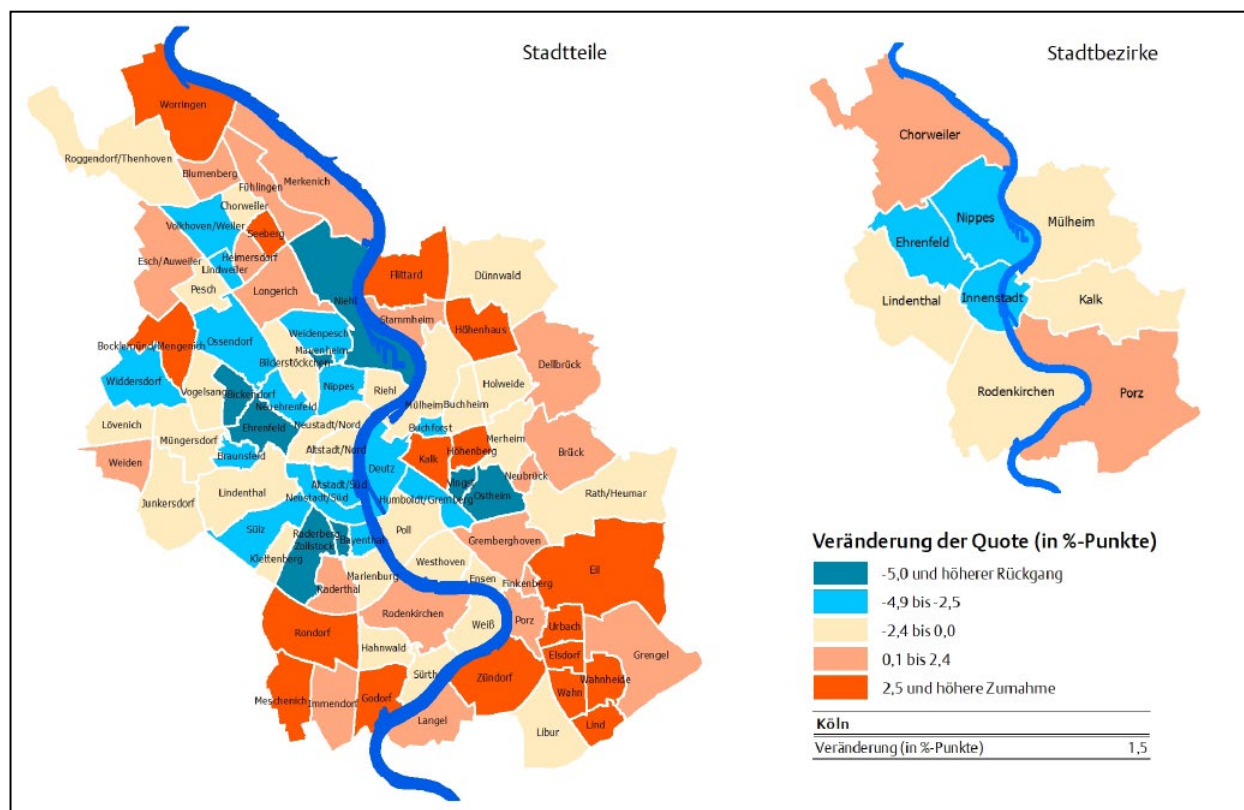 Stadtteile
Stadtbezirke
Worringen
Roggendorf/Thenhoven
Blumenberg
Fühlingen
Merkenich
Chorweiler
Volkhoven/Weiler
Seeberg
Heimersdorf
Esch/Auweiler
Lindweiler
Pesch
Longerich
Niehl
Flittard
Dünnwald
Stammheim
Höhenhaus
Ossendorf
Weidenpesch
Mauenheim
Bocklemünd/Mengenich
Bilderstöckchen
Dellbrück
Widdersdorf
Vogelsang
Bickendorf
Nippes
Riehl
Holweide
Neuehrenfeld
Mülheim
Buchheim
Lövenich
Ehrenfeld
Neustadt/Nord
Buchforst
Müngersdorf
Merheim
Altstadt/Nord
Braunsfeld
Kalk
Höhenberg
Brück
Weiden
Deutz
Neubrück
Lindenthal
Altstadt/Süd
Vingst
Ostheim
Rath/Heumar
Junkersdorf
Neustadt/Süd
Humboldt/Gremberg
Sülz
Poll
Raderberg
Bayenthal
Zollstock
Gremberghoven
Klettenberg
Westhoven
Eil
Marienburg
Ensen
Finkenberg
Raderthal
Rodenkirchen
Weiß
Porz
Urbach
Rondorf
Hahnwald
Elsdorf
Grengel
Sürth
Zündorf
Wahnheide
Meschenich
Immendorf
Godorf
Wahn
Langel
Lind
Libur
Chorweiler
Nippes
Mülheim
Ehrenfeld
Lindenthal
Innenstadt
Kalk
Rodenkirchen
Porz
Veränderung der Quote (in %-Punkte)
-5,0 und höherer Rückgang
-4,9 bis -2,5
-2,4 bis 0,0
0,1 bis 2,4
2,5 und höhere Zunahme
Köln
Veränderung (in %-Punkte) 1,5